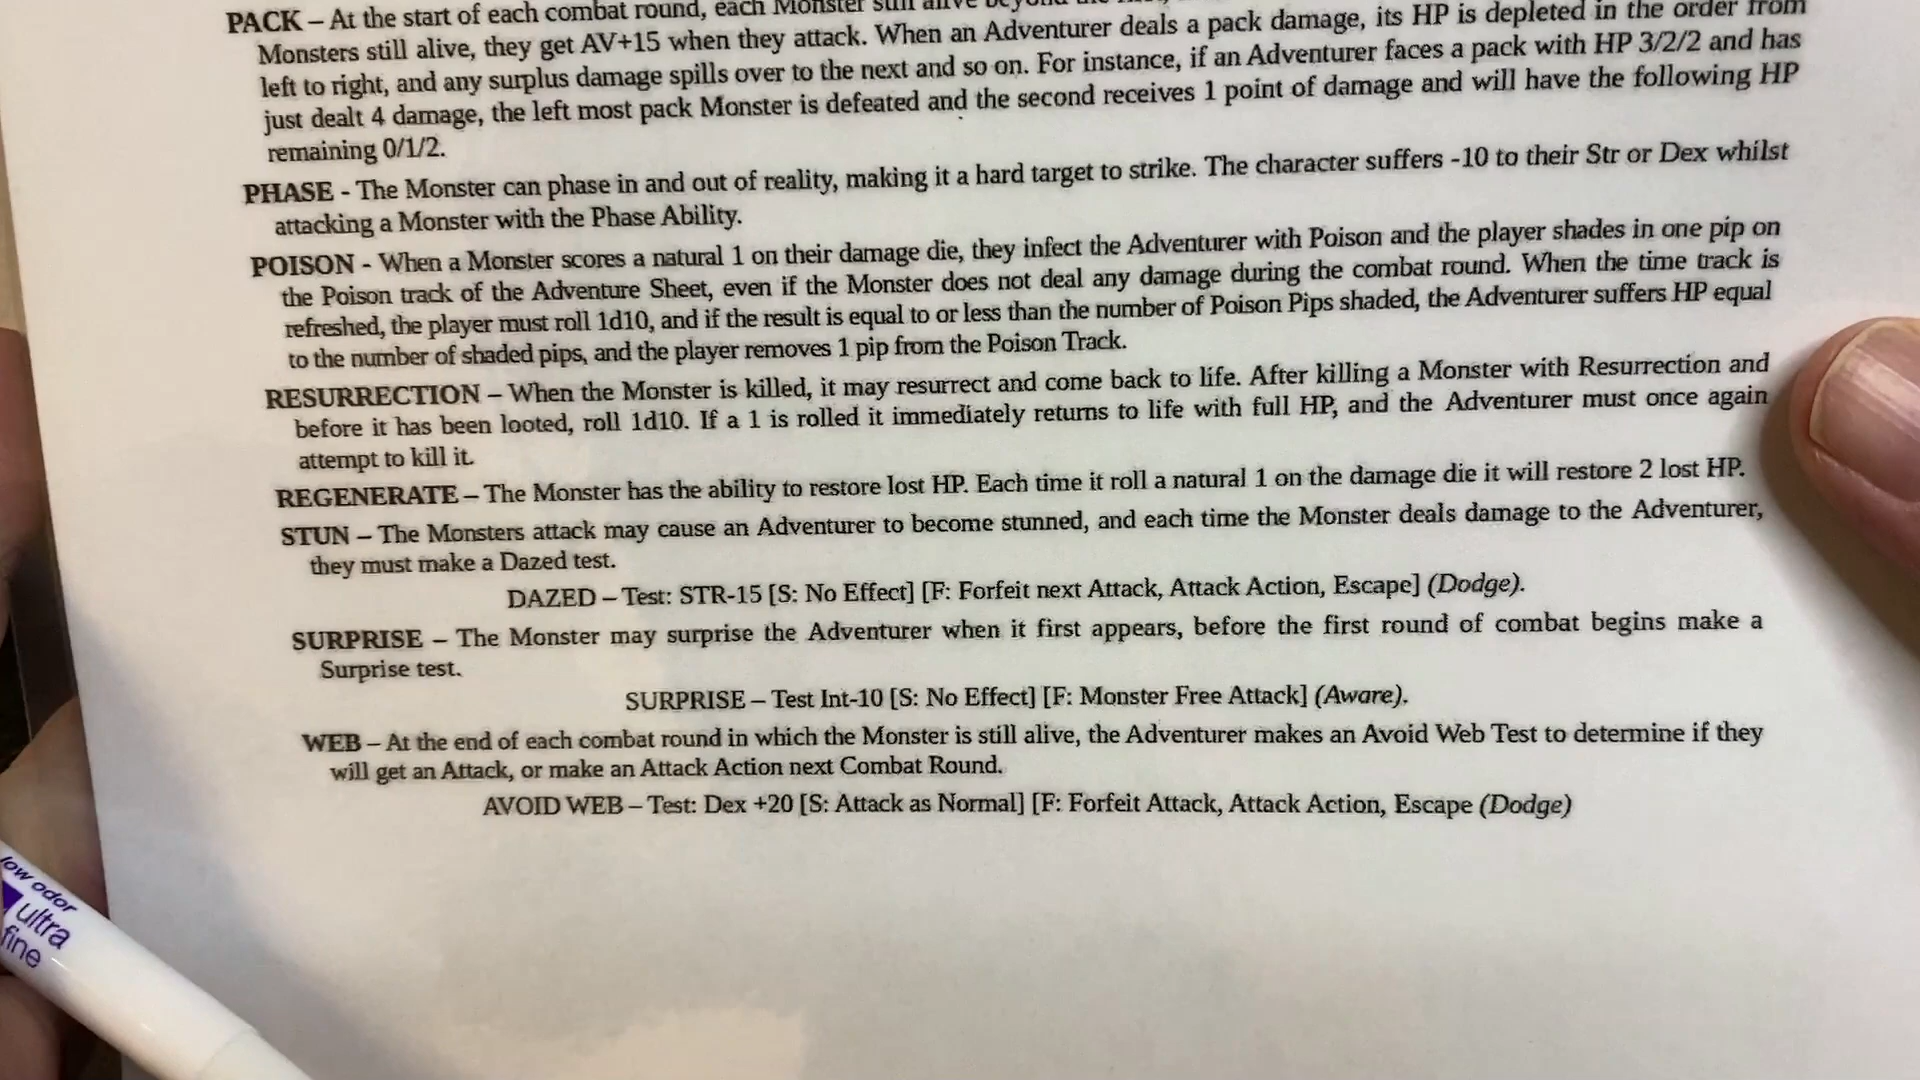 PACK – At the start of each combat round, each Monster still alive beyond the
Monsters still alive, they get AV+15 when they attack. When an Adventurer deals a pack damage, its HP is depleted in the order from
left to right, and any surplus damage spills over to the next and so on. For instance, if an Adventurer faces a pack with HP 3/2/2 and has
just dealt 4 damage, the left most pack Monster is defeated and the second receives 1 point of damage and will have the following HP
remaining 0/1/2.
PHASE - The Monster can phase in and out of reality, making it a hard target to strike. The character suffers -10 to their Str or Dex whilst
attacking a Monster with the Phase Ability.
POISON - When a Monster scores a natural 1 on their damage die, they infect the Adventurer with Poison and the player shades in one pip on
the Poison track of the Adventure Sheet, even if the Monster does not deal any damage during the combat round. When the time track is
refreshed, the player must roll 1d10, and if the result is equal to or less than the number of Poison Pips shaded, the Adventurer suffers HP equal
to the number of shaded pips, and the player removes 1 pip from the Poison Track.
RESURRECTION – When the Monster is killed, it may resurrect and come back to life. After killing a Monster with Resurrection and
before it has been looted, roll 1d10. If a 1 is rolled it immediately returns to life with full HP, and the Adventurer must once again
attempt to kill it.
REGENERATE – The Monster has the ability to restore lost HP. Each time it roll a natural 1 on the damage die it will restore 2 lost HP.
STUN – The Monsters attack may cause an Adventurer to become stunned, and each time the Monster deals damage to the Adventurer,
they must make a Dazed test.
DAZED – Test: STR-15 [S: No Effect] [F: Forfeit next Attack, Attack Action, Escape] (Dodge).
SURPRISE – The Monster may surprise the Adventurer when it first appears, before the first round of combat begins make a
Surprise test.
SURPRISE – Test Int-10 [S: No Effect] [F: Monster Free Attack] (Aware).
WEB – At the end of each combat round in which the Monster is still alive, the Adventurer makes an Avoid Web Test to determine if they
will get an Attack, or make an Attack Action next Combat Round.
AVOID WEB – Test: Dex +20 [S: Attack as Normal] [F: Forfeit Attack, Attack Action, Escape (Dodge)
low odor
ultra
fine